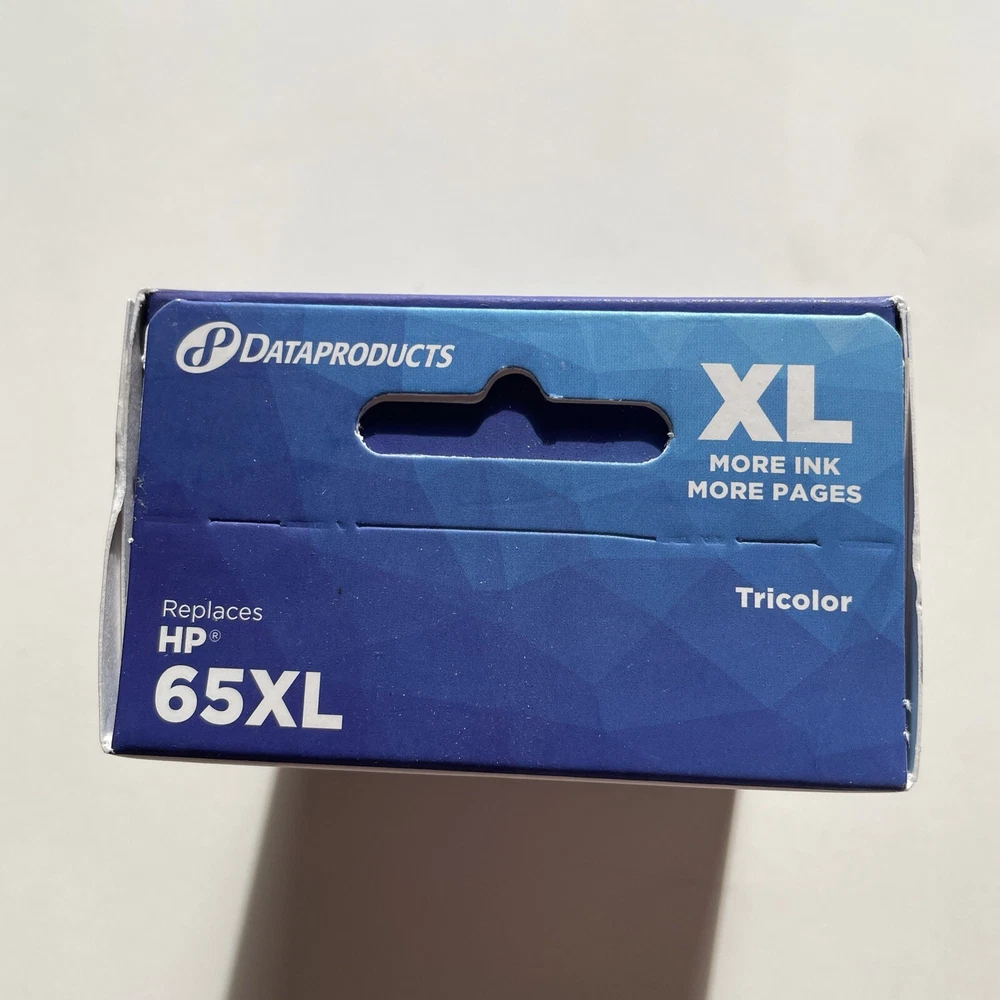 DATAPRODUCTS
XL
MORE INK
MORE PAGES
Tricolor
Replaces
HP®
65XL